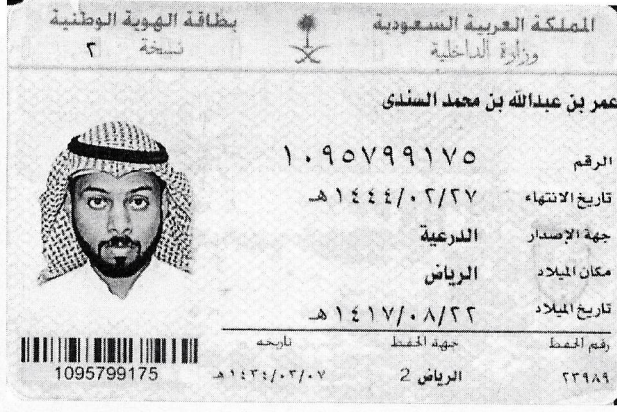 المملكة العربية السعودية
وزارة الداخلية
بطاقة الهوية الوطنية
نسخة ٢
عمر بن عبدالله بن محمد السندى
الرقم ١٠٩٥٧٩٩١٧٥
تاريخ الانتهاء ١٤٤٤/٠٢/٢٧هـ
جهة الإصدار الدرعية
مكان الميلاد الرياض
تاريخ الميلاد ١٤١٧/٠٨/٢٢هـ
رقم الحفظ جهة الحفظ تاريخه
٢٣٩٨٩ الرياض 2 ١٤٣٤/٠٣/٠٧هـ
1095799175